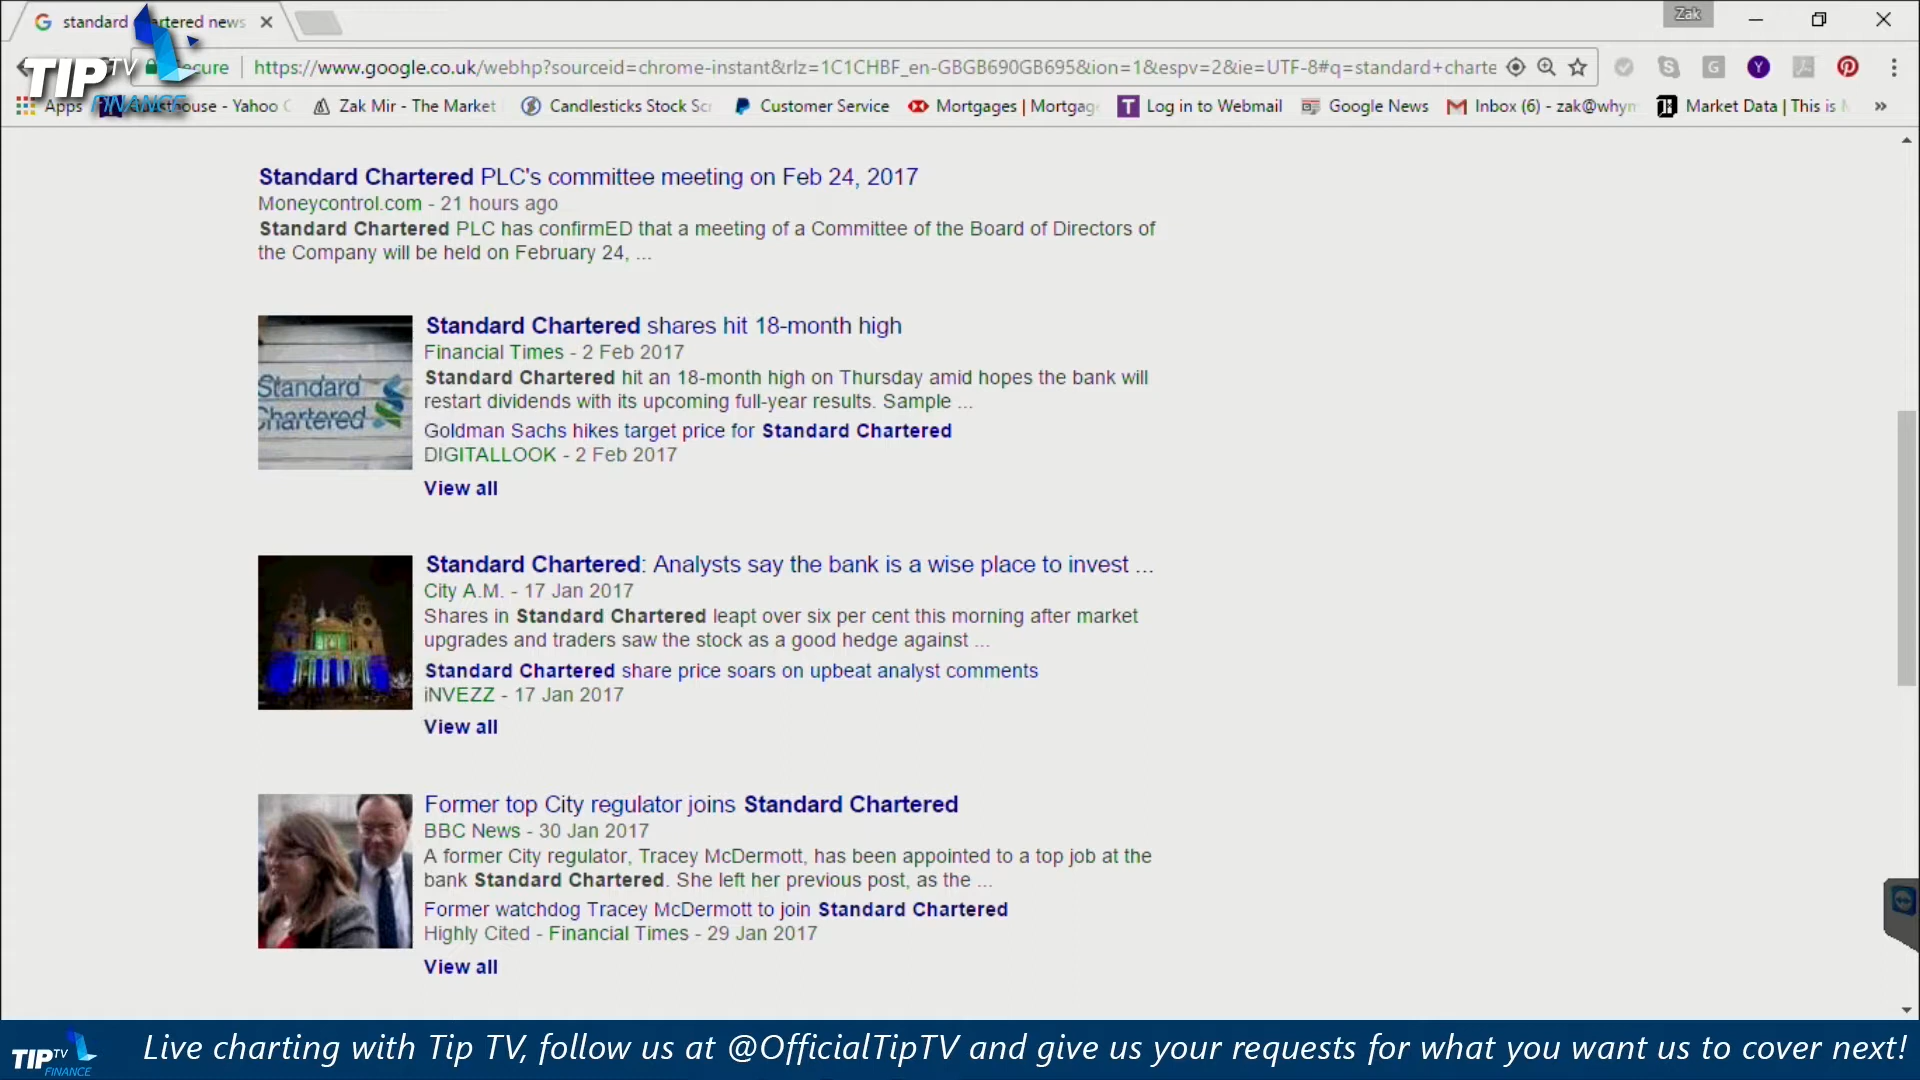 standard chartered news
Zak
Secure
https://www.google.co.uk/webhp?sourceid=chrome-instant&rlz=1C1CHBF_en-GBGB690GB695&ion=1&espv=2&ie=UTF-8#q=standard+charte
TIP TV
FINANCE
Apps
house - Yahoo
Zak Mir - The Market
Candlesticks Stock Sc
Customer Service
Mortgages | Mortgag
Log in to Webmail
Google News
Inbox (6) - zak@whym
Market Data | This is
Standard Chartered PLC's committee meeting on Feb 24, 2017
Moneycontrol.com - 21 hours ago
Standard Chartered PLC has confirmED that a meeting of a Committee of the Board of Directors of
the Company will be held on February 24, ...
Standard
Chartered
Standard Chartered shares hit 18-month high
Financial Times - 2 Feb 2017
Standard Chartered hit an 18-month high on Thursday amid hopes the bank will
restart dividends with its upcoming full-year results. Sample ...
Goldman Sachs hikes target price for Standard Chartered
DIGITALLOOK - 2 Feb 2017
View all
Standard Chartered: Analysts say the bank is a wise place to invest ...
City A.M. - 17 Jan 2017
Shares in Standard Chartered leapt over six per cent this morning after market
upgrades and traders saw the stock as a good hedge against ...
Standard Chartered share price soars on upbeat analyst comments
iNVEZZ - 17 Jan 2017
View all
Former top City regulator joins Standard Chartered
BBC News - 30 Jan 2017
A former City regulator, Tracey McDermott, has been appointed to a top job at the
bank Standard Chartered. She left her previous post, as the ...
Former watchdog Tracey McDermott to join Standard Chartered
Highly Cited - Financial Times - 29 Jan 2017
View all
TIP TV
FINANCE
Live charting with Tip TV, follow us at @OfficialTipTV and give us your requests for what you want us to cover next!